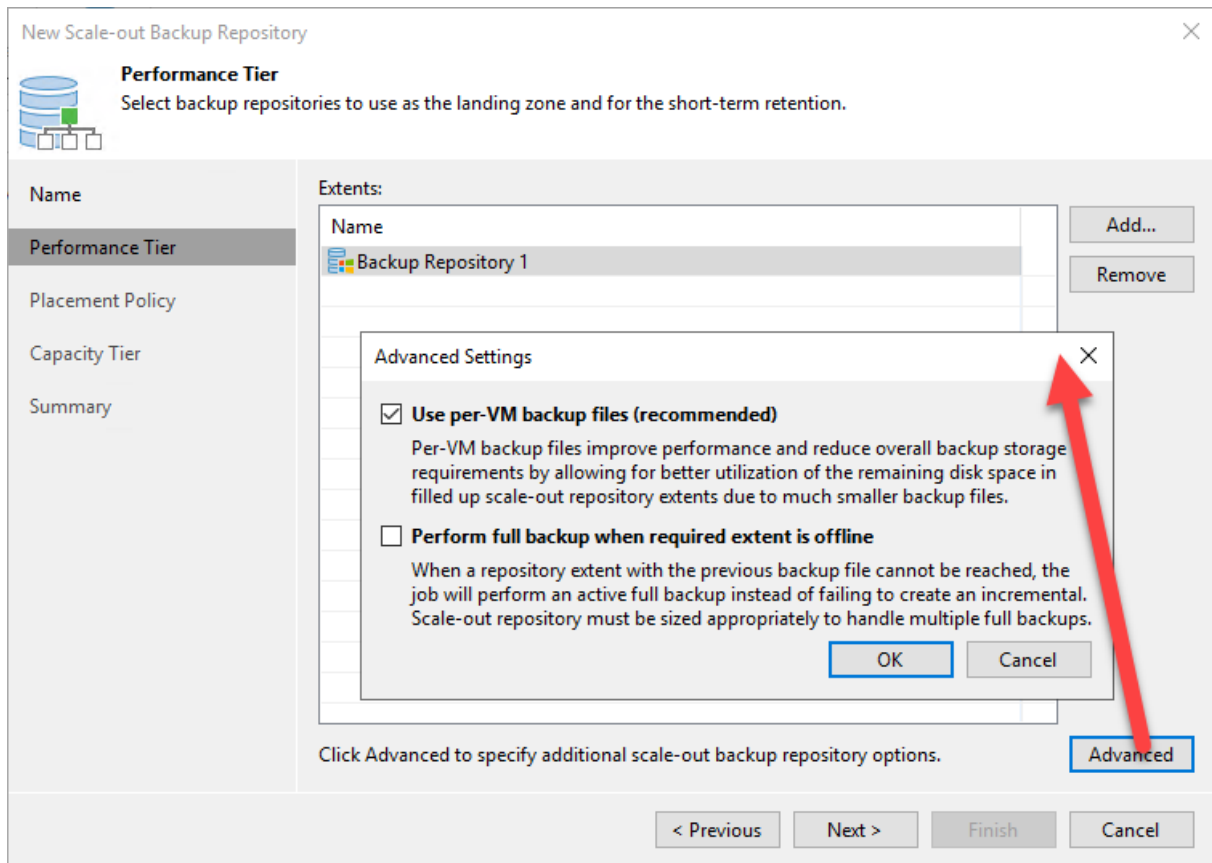 New Scale-out Backup Repository
Performance Tier
Select backup repositories to use as the landing zone and for the short-term retention.
Name
Performance Tier
Placement Policy
Capacity Tier
Summary
Extents:
Name
Backup Repository 1
Add...
Remove
Advanced Settings
Use per-VM backup files (recommended)
Per-VM backup files improve performance and reduce overall backup storage
requirements by allowing for better utilization of the remaining disk space in
filled up scale-out repository extents due to much smaller backup files.
Perform full backup when required extent is offline
When a repository extent with the previous backup file cannot be reached, the
job will perform an active full backup instead of failing to create an incremental.
Scale-out repository must be sized appropriately to handle multiple full backups.
OK
Cancel
Click Advanced to specify additional scale-out backup repository options.
Advanced
< Previous
Next >
Finish
Cancel